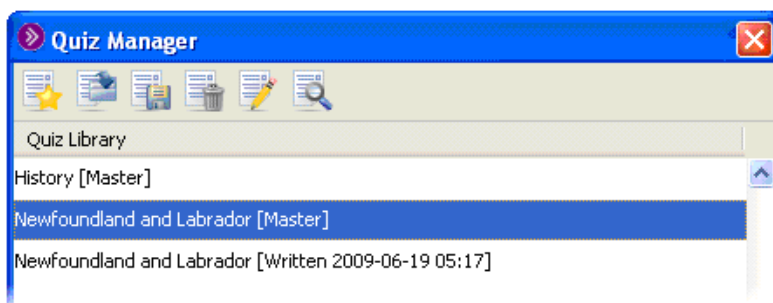 Quiz Manager
Quiz Library
History [Master]
Newfoundland and Labrador [Master]
Newfoundland and Labrador [Written 2009-06-19 05:17]